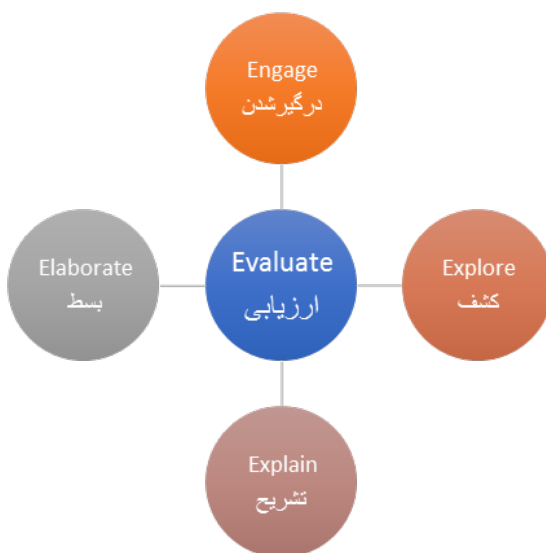 Engage
درگیرشدن
Elaborate
بسط
Evaluate
ارزیابی
Explore
کشف
Explain
تشریح